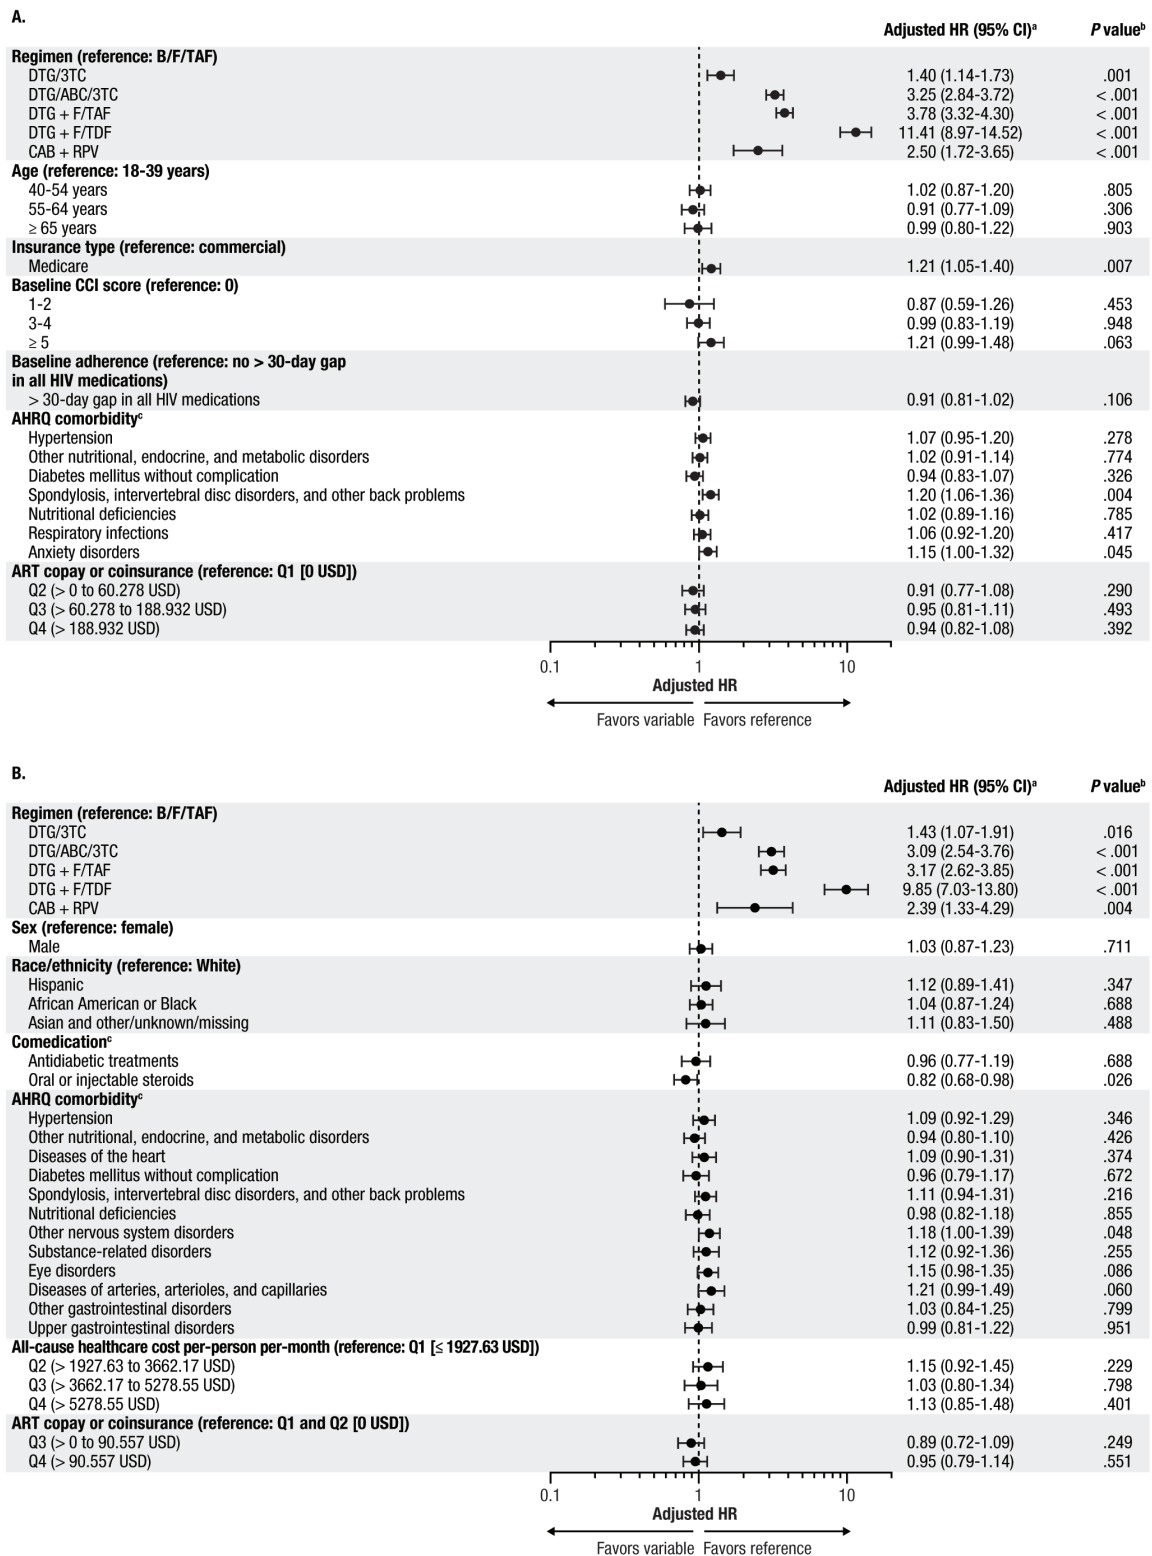 A.
Adjusted HR (95% CI)ᵃ P valueᵇ
Regimen (reference: B/F/TAF)
DTG/3TC 1.40 (1.14-1.73) .001
DTG/ABC/3TC 3.25 (2.84-3.72) < .001
DTG + F/TAF 3.78 (3.32-4.30) < .001
DTG + F/TDF 11.41 (8.97-14.52) < .001
CAB + RPV 2.50 (1.72-3.65) < .001
Age (reference: 18-39 years)
40-54 years 1.02 (0.87-1.20) .805
55-64 years 0.91 (0.77-1.09) .306
≥ 65 years 0.99 (0.80-1.22) .903
Insurance type (reference: commercial)
Medicare 1.21 (1.05-1.40) .007
Baseline CCI score (reference: 0)
1-2 0.87 (0.59-1.26) .453
3-4 0.99 (0.83-1.19) .948
≥ 5 1.21 (0.99-1.48) .063
Baseline adherence (reference: no > 30-day gap
in all HIV medications)
> 30-day gap in all HIV medications 0.91 (0.81-1.02) .106
AHRQ comorbidityᶜ
Hypertension 1.07 (0.95-1.20) .278
Other nutritional, endocrine, and metabolic disorders 1.02 (0.91-1.14) .774
Diabetes mellitus without complication 0.94 (0.83-1.07) .326
Spondylosis, intervertebral disc disorders, and other back problems 1.20 (1.06-1.36) .004
Nutritional deficiencies 1.02 (0.89-1.16) .785
Respiratory infections 1.06 (0.92-1.20) .417
Anxiety disorders 1.15 (1.00-1.32) .045
ART copay or coinsurance (reference: Q1 [0 USD])
Q2 (> 0 to 60.278 USD) 0.91 (0.77-1.08) .290
Q3 (> 60.278 to 188.932 USD) 0.95 (0.81-1.11) .493
Q4 (> 188.932 USD) 0.94 (0.82-1.08) .392
0.1 1 10
Adjusted HR
Favors variable Favors reference
B.
Adjusted HR (95% CI)ᵃ P valueᵇ
Regimen (reference: B/F/TAF)
DTG/3TC 1.43 (1.07-1.91) .016
DTG/ABC/3TC 3.09 (2.54-3.76) < .001
DTG + F/TAF 3.17 (2.62-3.85) < .001
DTG + F/TDF 9.85 (7.03-13.80) < .001
CAB + RPV 2.39 (1.33-4.29) .004
Sex (reference: female)
Male 1.03 (0.87-1.23) .711
Race/ethnicity (reference: White)
Hispanic 1.12 (0.89-1.41) .347
African American or Black 1.04 (0.87-1.24) .688
Asian and other/unknown/missing 1.11 (0.83-1.50) .488
Comedicationᶜ
Antidiabetic treatments 0.96 (0.77-1.19) .688
Oral or injectable steroids 0.82 (0.68-0.98) .026
AHRQ comorbidityᶜ
Hypertension 1.09 (0.92-1.29) .346
Other nutritional, endocrine, and metabolic disorders 0.94 (0.80-1.10) .426
Diseases of the heart 1.09 (0.90-1.31) .374
Diabetes mellitus without complication 0.96 (0.79-1.17) .672
Spondylosis, intervertebral disc disorders, and other back problems 1.11 (0.94-1.31) .216
Nutritional deficiencies 0.98 (0.82-1.18) .855
Other nervous system disorders 1.18 (1.00-1.39) .048
Substance-related disorders 1.12 (0.92-1.36) .255
Eye disorders 1.15 (0.98-1.35) .086
Diseases of arteries, arterioles, and capillaries 1.21 (0.99-1.49) .060
Other gastrointestinal disorders 1.03 (0.84-1.25) .799
Upper gastrointestinal disorders 0.99 (0.81-1.22) .951
All-cause healthcare cost per-person per-month (reference: Q1 [≤ 1927.63 USD])
Q2 (> 1927.63 to 3662.17 USD) 1.15 (0.92-1.45) .229
Q3 (> 3662.17 to 5278.55 USD) 1.03 (0.80-1.34) .798
Q4 (> 5278.55 USD) 1.13 (0.85-1.48) .401
ART copay or coinsurance (reference: Q1 and Q2 [0 USD])
Q3 (> 0 to 90.557 USD) 0.89 (0.72-1.09) .249
Q4 (> 90.557 USD) 0.95 (0.79-1.14) .551
0.1 1 10
Adjusted HR
Favors variable Favors reference